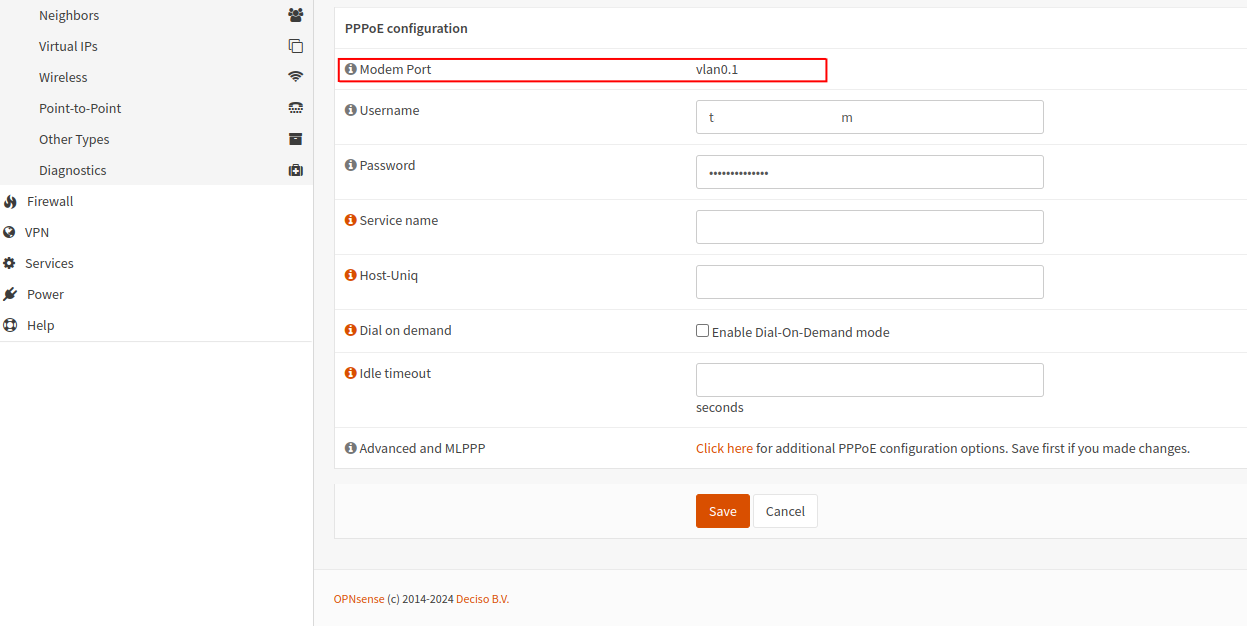 Neighbors
Virtual IPs
Wireless
Point-to-Point
Other Types
Diagnostics
Firewall
VPN
Services
Power
Help
PPPoE configuration
Modem Port vlan0.1
Username t m
Password ••••••••••••••
Service name
Host-Uniq
Dial on demand Enable Dial-On-Demand mode
Idle timeout
seconds
Advanced and MLPPP Click here for additional PPPoE configuration options. Save first if you made changes.
Save Cancel
OPNsense (c) 2014-2024 Deciso B.V.